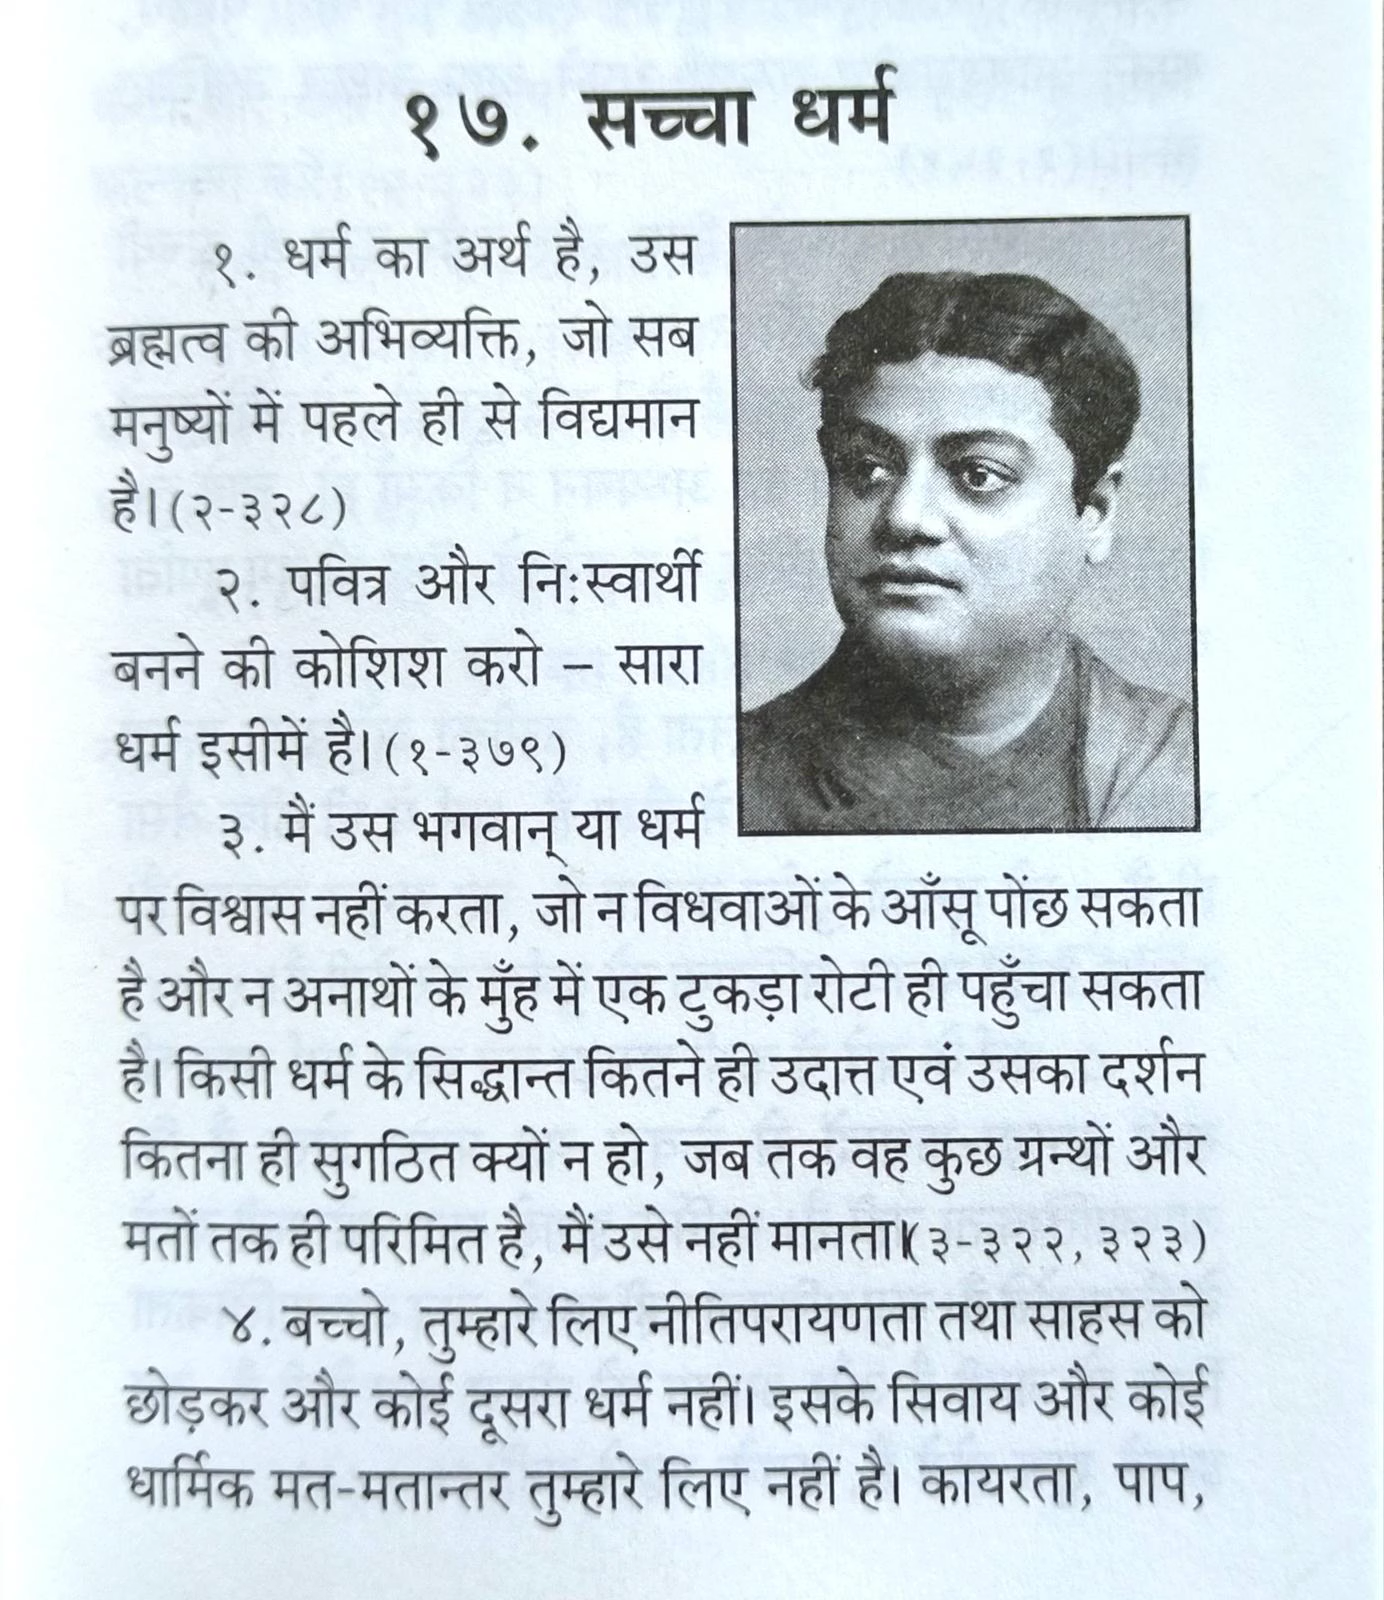 १७. सच्चा धर्म
१. धर्म का अर्थ है, उस
ब्रह्मत्व की अभिव्यक्ति, जो सब
मनुष्यों में पहले ही से विद्यमान
है। (२-३२८)
२. पवित्र और नि:स्वार्थी
बनने की कोशिश करो – सारा
धर्म इसीमें है। (१-३७९)
३. मैं उस भगवान् या धर्म
पर विश्वास नहीं करता, जो न विधवाओं के आँसू पोंछ सकता
है और न अनाथों के मुँह में एक टुकड़ा रोटी ही पहुँचा सकता
है। किसी धर्म के सिद्धान्त कितने ही उदात्त एवं उसका दर्शन
कितना ही सुगठित क्यों न हो, जब तक वह कुछ ग्रन्थों और
मतों तक ही परिमित है, मैं उसे नहीं मानता। (३-३२२, ३२३)
४. बच्चो, तुम्हारे लिए नीतिपरायणता तथा साहस को
छोड़कर और कोई दूसरा धर्म नहीं। इसके सिवाय और कोई
धार्मिक मत-मतान्तर तुम्हारे लिए नहीं है। कायरता, पाप,